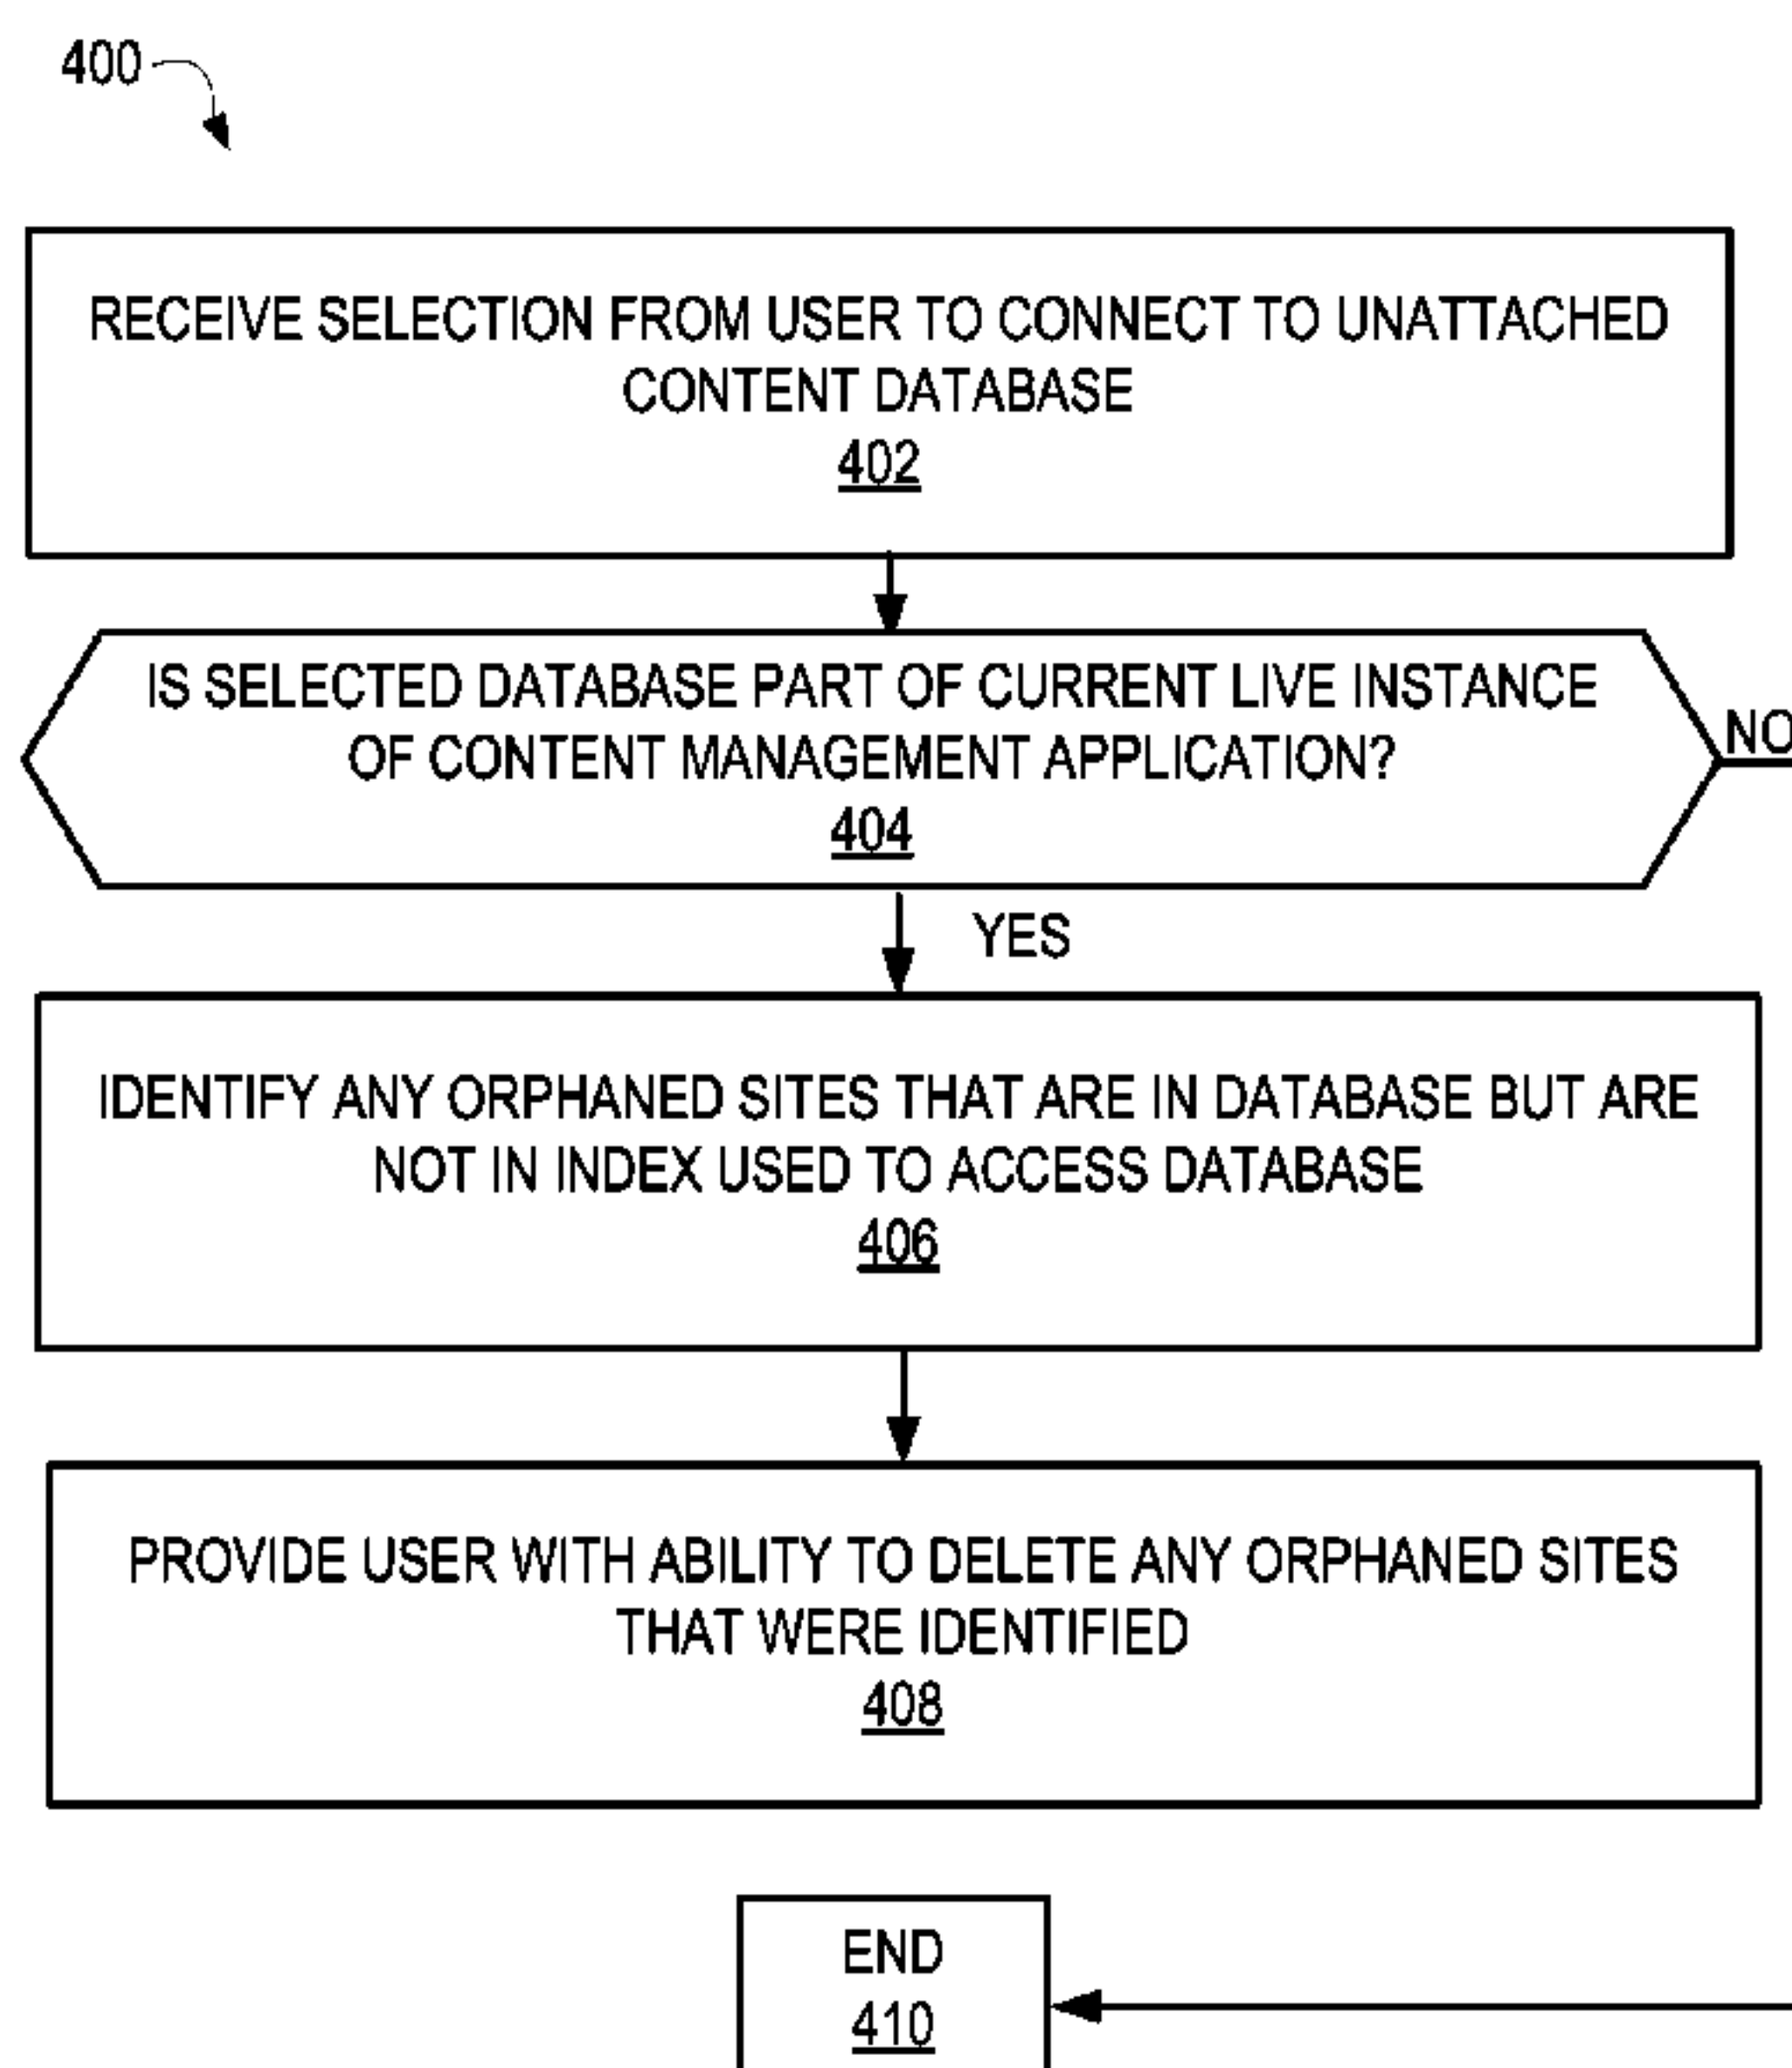 400
RECEIVE SELECTION FROM USER TO CONNECT TO UNATTACHED
CONTENT DATABASE
402
IS SELECTED DATABASE PART OF CURRENT LIVE INSTANCE
OF CONTENT MANAGEMENT APPLICATION?
404
NO
YES
IDENTIFY ANY ORPHANED SITES THAT ARE IN DATABASE BUT ARE
NOT IN INDEX USED TO ACCESS DATABASE
406
PROVIDE USER WITH ABILITY TO DELETE ANY ORPHANED SITES
THAT WERE IDENTIFIED
408
END
410